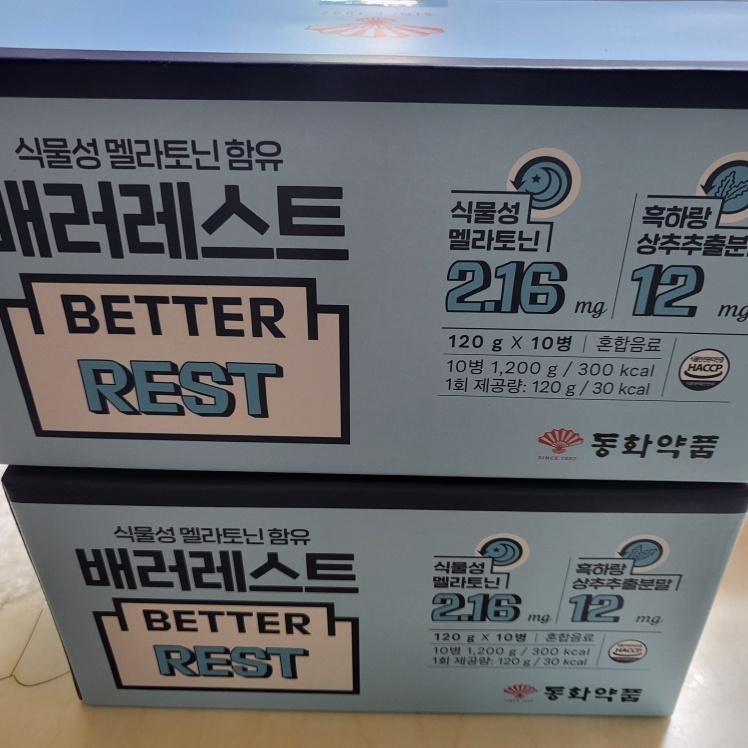 식물성 멜라토닌 함유
배러레스트
BETTER
REST
식물성
멜라토닌
2.16 mg
흑하랑
상추추출분말
12 mg
120 g X 10병 | 혼합음료
10병 1,200 g / 300 kcal
1회 제공량: 120 g / 30 kcal
HACCP
SINCE 1897
동화약품
식물성 멜라토닌 함유
배러레스트
BETTER
REST
식물성
멜라토닌
2.16 mg
흑하랑
상추추출분말
12 mg
120 g X 10병 | 혼합음료
10병 1,200 g / 300 kcal
1회 제공량: 120 g / 30 kcal
HACCP
동화약품